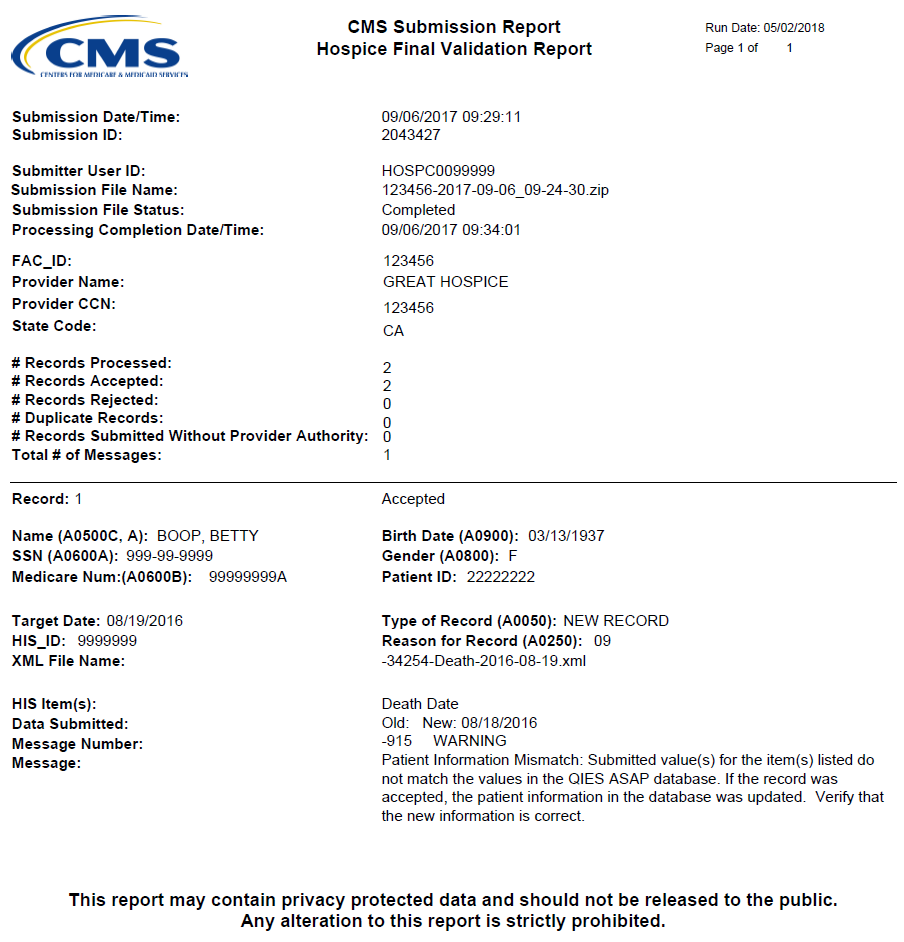 CMS
CENTERS FOR MEDICARE & MEDICAID SERVICES
CMS Submission Report
Hospice Final Validation Report
Run Date: 05/02/2018
Page 1 of 1
Submission Date/Time: 09/06/2017 09:29:11
Submission ID: 2043427
Submitter User ID: HOSPC0099999
Submission File Name: 123456-2017-09-06_09-24-30.zip
Submission File Status: Completed
Processing Completion Date/Time: 09/06/2017 09:34:01
FAC_ID: 123456
Provider Name: GREAT HOSPICE
Provider CCN: 123456
State Code: CA
# Records Processed: 2
# Records Accepted: 2
# Records Rejected: 0
# Duplicate Records: 0
# Records Submitted Without Provider Authority: 0
Total # of Messages: 1
Record: 1 Accepted
Name (A0500C, A): BOOP, BETTY Birth Date (A0900): 03/13/1937
SSN (A0600A): 999-99-9999 Gender (A0800): F
Medicare Num:(A0600B): 99999999A Patient ID: 22222222
Target Date: 08/19/2016 Type of Record (A0050): NEW RECORD
HIS_ID: 9999999 Reason for Record (A0250): 09
XML File Name: -34254-Death-2016-08-19.xml
HIS Item(s): Death Date
Data Submitted: Old: New: 08/18/2016
Message Number: -915 WARNING
Message: Patient Information Mismatch: Submitted value(s) for the item(s) listed do
not match the values in the QIES ASAP database. If the record was
accepted, the patient information in the database was updated. Verify that
the new information is correct.
This report may contain privacy protected data and should not be released to the public.
Any alteration to this report is strictly prohibited.